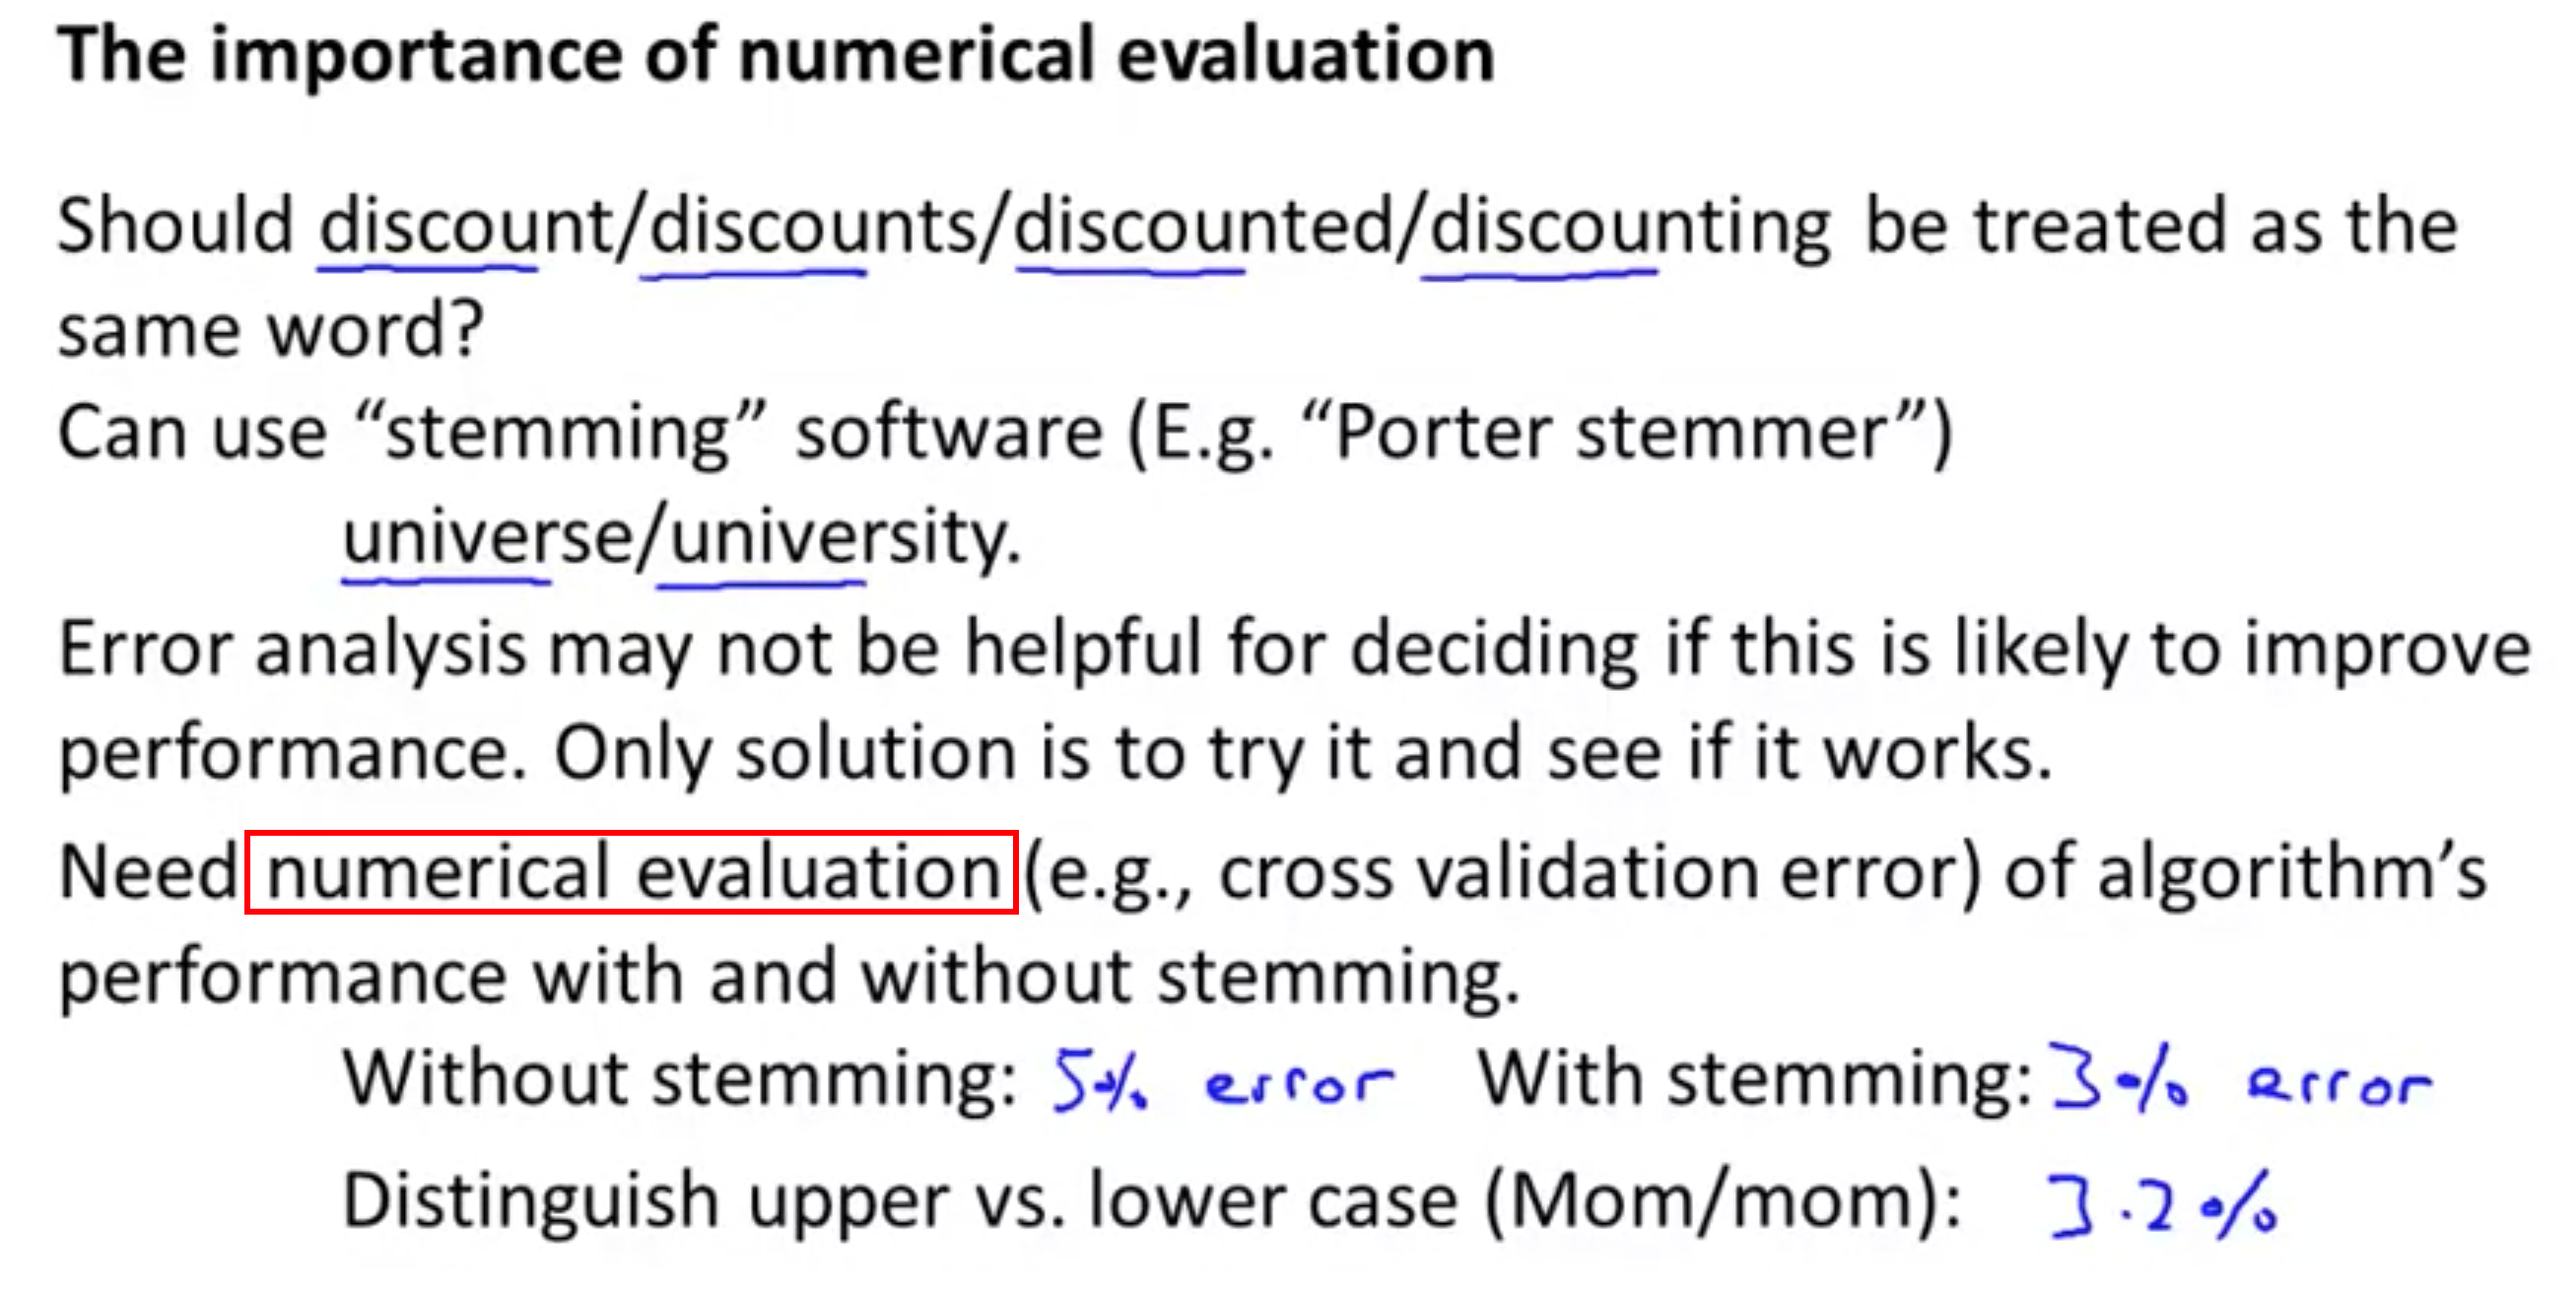 The importance of numerical evaluation
Should discount/discounts/discounted/discounting be treated as the
same word?
Can use “stemming” software (E.g. “Porter stemmer”)
universe/university.
Error analysis may not be helpful for deciding if this is likely to improve
performance. Only solution is to try it and see if it works.
Need numerical evaluation (e.g., cross validation error) of algorithm’s
performance with and without stemming.
Without stemming: 5% error With stemming: 3% error
Distinguish upper vs. lower case (Mom/mom): 3.2%